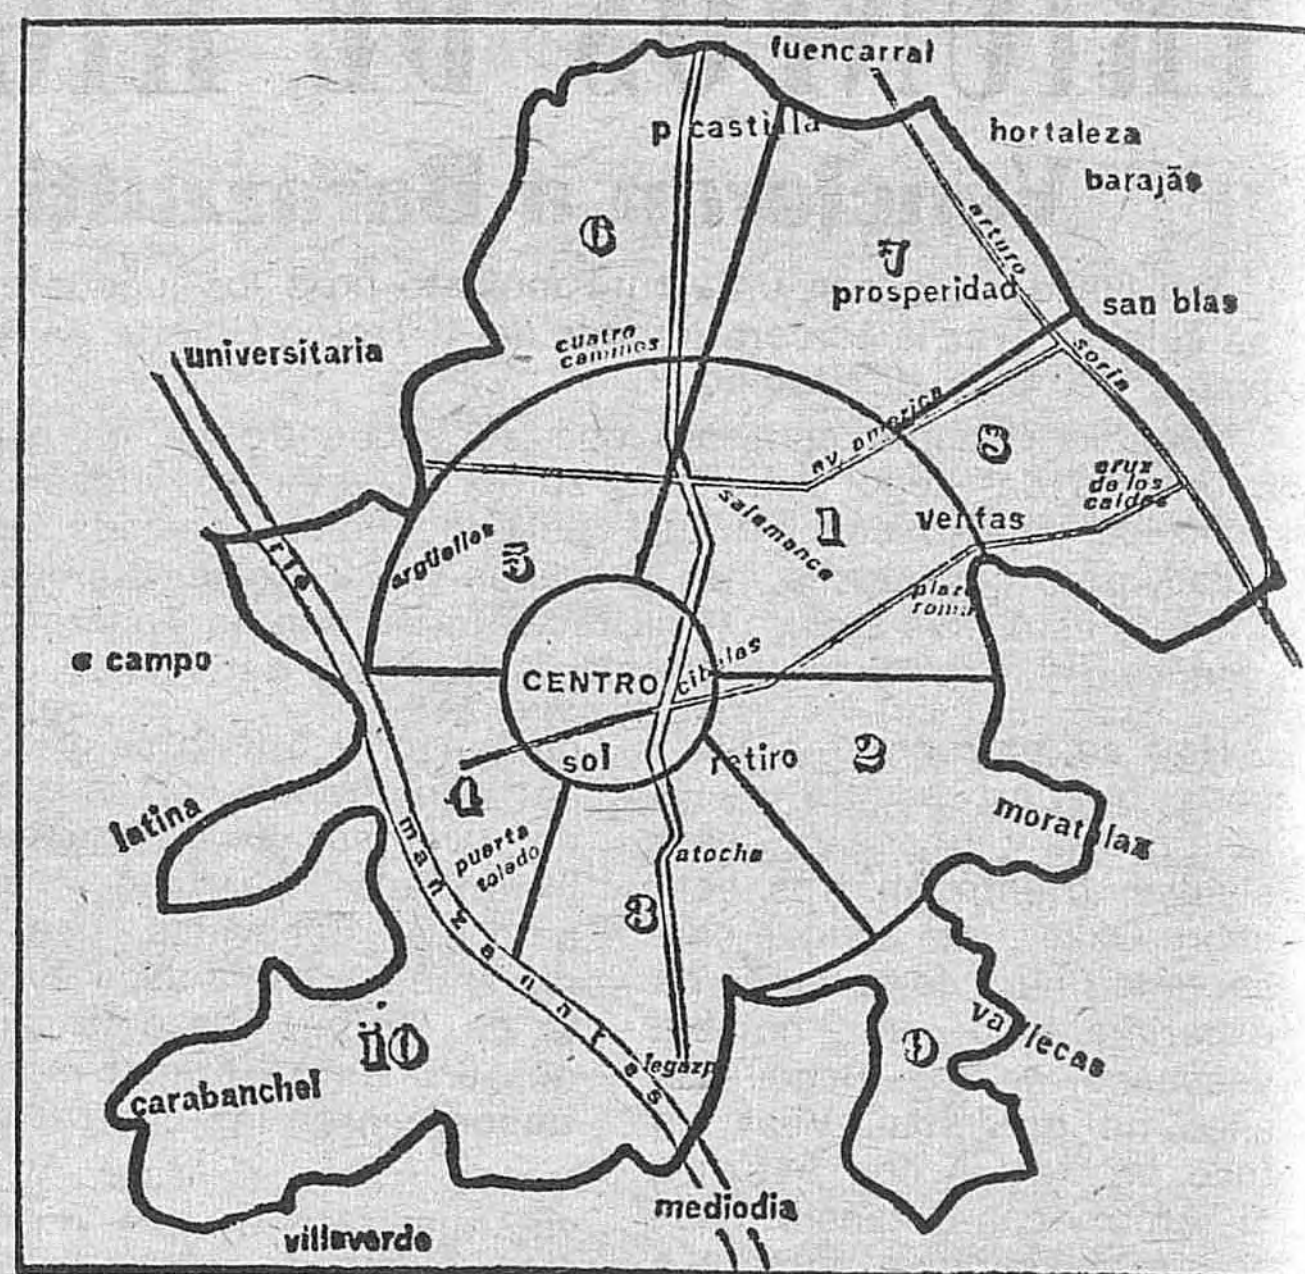 fuencarral
p castilla
hortaleza
barajas
6
7
arturo
prosperidad
san blas
universitaria
cuatro
caminos
soria
av. america
8
cruz
de los
caidos
salamanca
1
ventas
argüelles
5
rio
plaza
roma
e campo
CENTRO
cibeles
sol
retiro
2
4
latina
moratalaz
puerta
toledo
atocha
manzanares
3
vallecas
10
9
legazpi
carabanchel
mediodia
villaverde